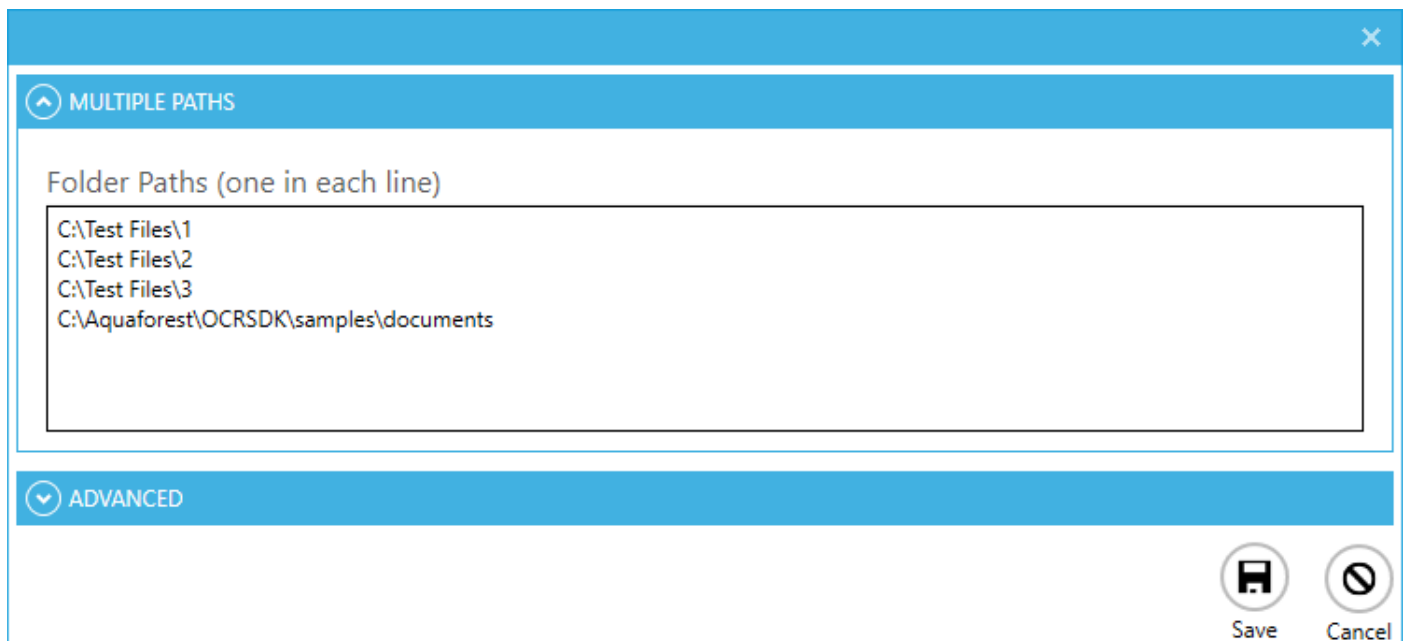 MULTIPLE PATHS
Folder Paths (one in each line)
C:\Test Files\1
C:\Test Files\2
C:\Test Files\3
C:\Aquaforest\OCRSDK\samples\documents
ADVANCED
Save Cancel